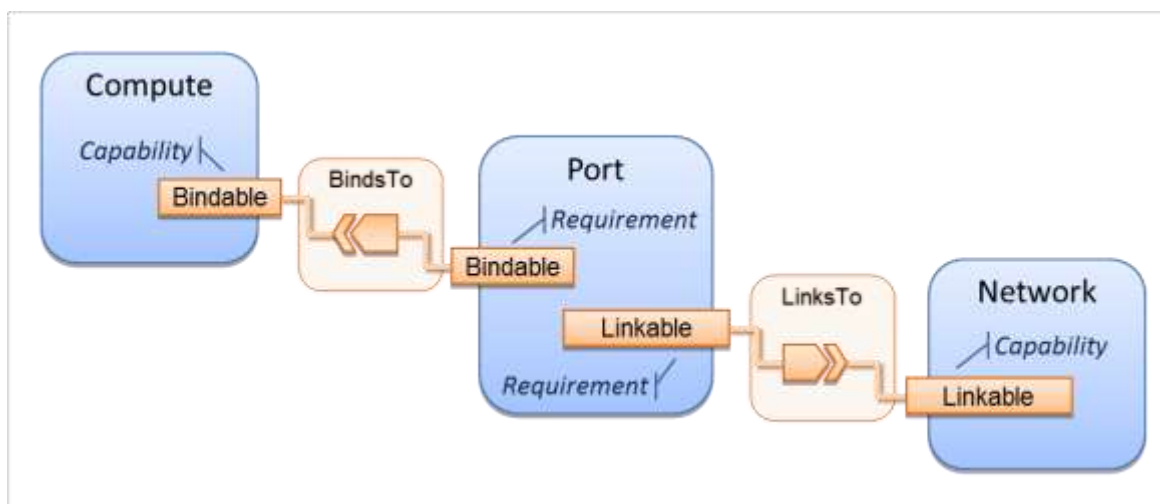 Compute
Capability
Bindable
BindsTo
Port
Requirement
Bindable
Linkable
Requirement
LinksTo
Network
Capability
Linkable